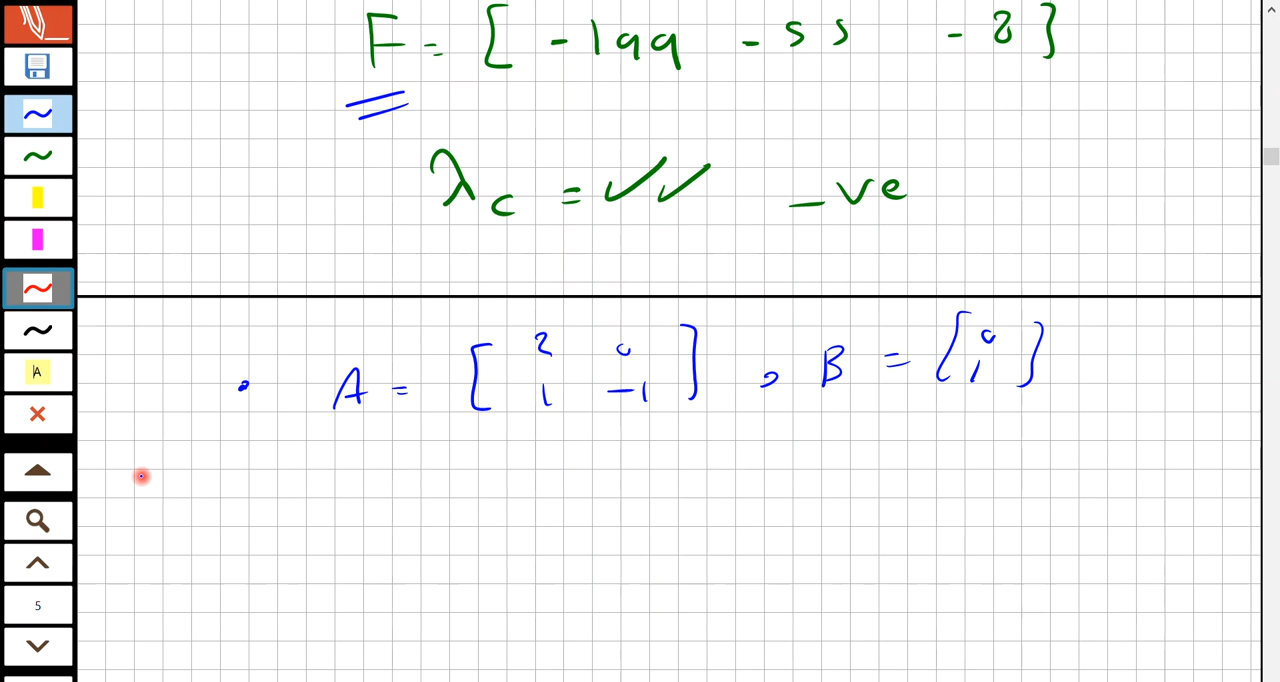 F = [ -199 -55 -8 ]
λc = ✓✓ -ve
• A = [ 2 0
1 -1 ] , B = [ 0
1 ]
A
5